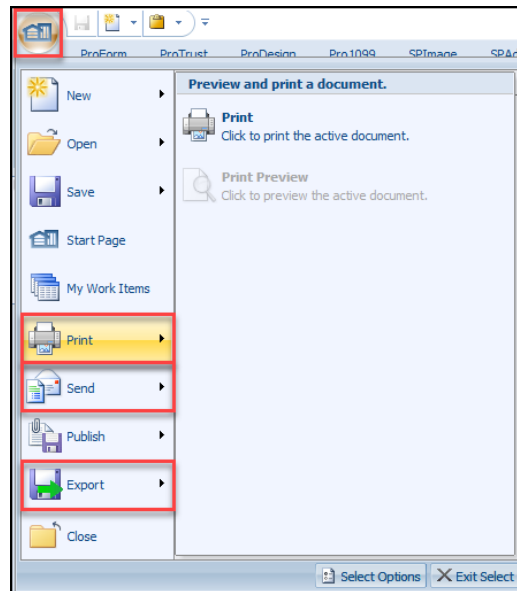 ProForm ProTrust ProDesign Pro1099 SPImage
New
Open
Save
Start Page
My Work Items
Print
Send
Publish
Export
Close
Preview and print a document.
Print
Click to print the active document.
Print Preview
Click to preview the active document.
Select Options Exit Select